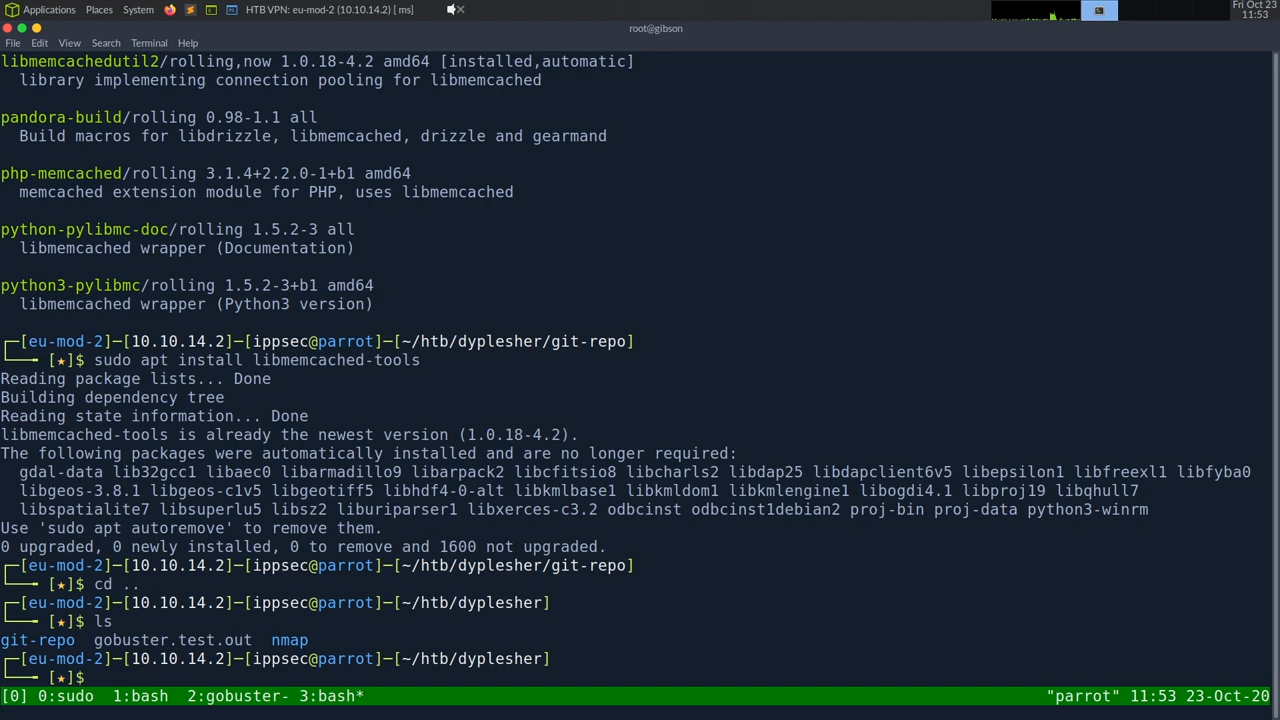 Applications Places System HTB VPN: eu-mod-2 (10.10.14.2) [ ms] Fri Oct 23
11:53
root@gibson
File Edit View Search Terminal Help
libmemcachedutil2/rolling,now 1.0.18-4.2 amd64 [installed,automatic]
  library implementing connection pooling for libmemcached
pandora-build/rolling 0.98-1.1 all
  Build macros for libdrizzle, libmemcached, drizzle and gearmand
php-memcached/rolling 3.1.4+2.2.0-1+b1 amd64
  memcached extension module for PHP, uses libmemcached
python-pylibmc-doc/rolling 1.5.2-3 all
  libmemcached wrapper (Documentation)
python3-pylibmc/rolling 1.5.2-3+b1 amd64
  libmemcached wrapper (Python3 version)
┌─[eu-mod-2]─[10.10.14.2]─[ippsec@parrot]─[~/htb/dyplesher/git-repo]
└──╼ [★]$ sudo apt install libmemcached-tools
Reading package lists... Done
Building dependency tree
Reading state information... Done
libmemcached-tools is already the newest version (1.0.18-4.2).
The following packages were automatically installed and are no longer required:
  gdal-data lib32gcc1 libaec0 libarmadillo9 libarpack2 libcfitsio8 libcharls2 libdap25 libdapclient6v5 libepsilon1 libfreexl1 libfyba0
  libgeos-3.8.1 libgeos-c1v5 libgeotiff5 libhdf4-0-alt libkmlbase1 libkmldom1 libkmlengine1 libogdi4.1 libproj19 libqhull7
  libspatialite7 libsuperlu5 libsz2 liburiparser1 libxerces-c3.2 odbcinst odbcinst1debian2 proj-bin proj-data python3-winrm
Use 'sudo apt autoremove' to remove them.
0 upgraded, 0 newly installed, 0 to remove and 1600 not upgraded.
┌─[eu-mod-2]─[10.10.14.2]─[ippsec@parrot]─[~/htb/dyplesher/git-repo]
└──╼ [★]$ cd ..
┌─[eu-mod-2]─[10.10.14.2]─[ippsec@parrot]─[~/htb/dyplesher]
└──╼ [★]$ ls
git-repo  gobuster.test.out  nmap
┌─[eu-mod-2]─[10.10.14.2]─[ippsec@parrot]─[~/htb/dyplesher]
└──╼ [★]$
[0] 0:sudo  1:bash  2:gobuster- 3:bash* "parrot" 11:53 23-Oct-20